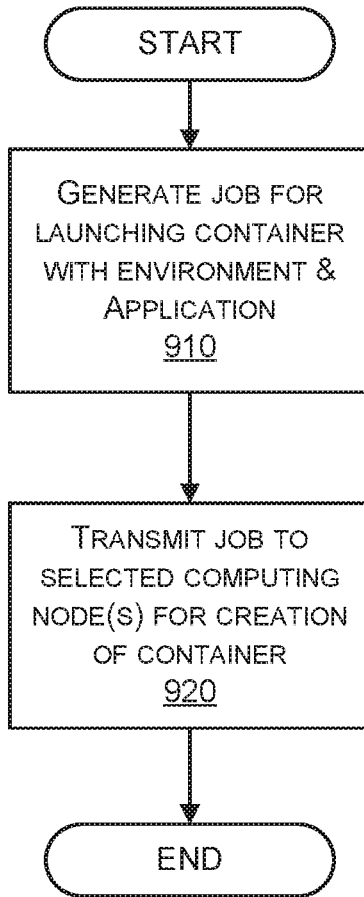 START
GENERATE JOB FOR
LAUNCHING CONTAINER
WITH ENVIRONMENT &
APPLICATION
910
TRANSMIT JOB TO
SELECTED COMPUTING
NODE(S) FOR CREATION
OF CONTAINER
920
END